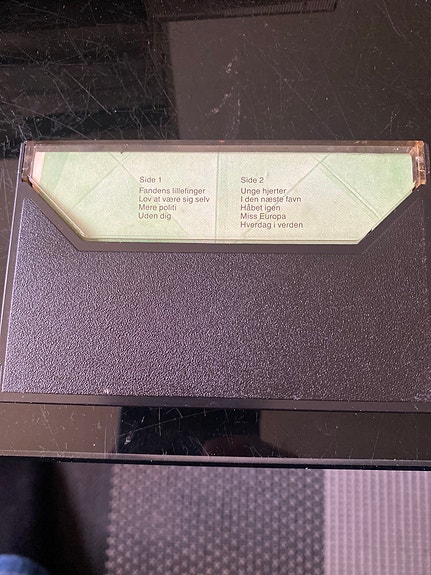 Side 1
Fandens lillefinger
Lov at være sig selv
Mere politi
Uden dig
Side 2
Unge hjerter
I den næste favn
Håbet igen
Miss Europa
Hverdag i verden